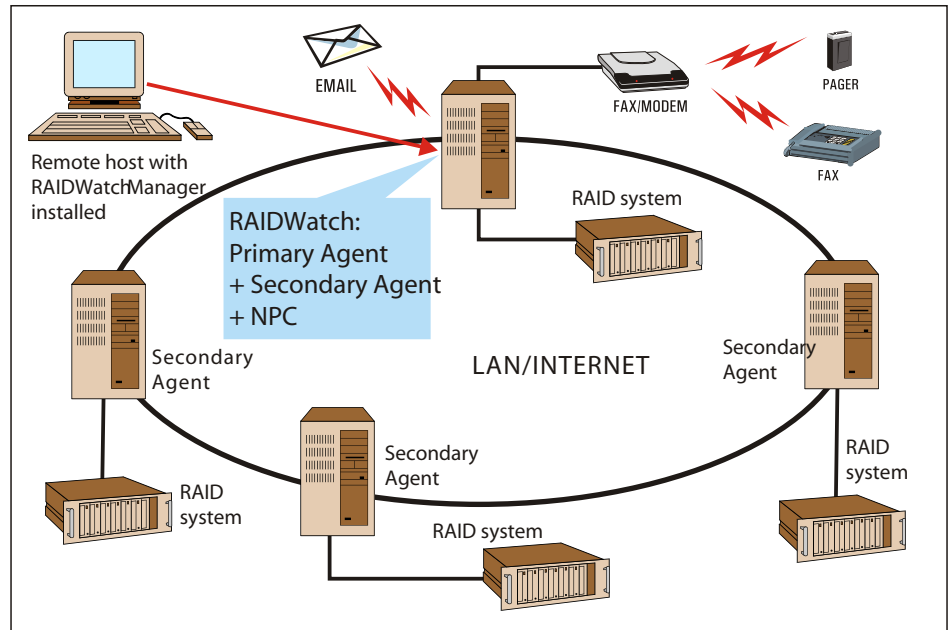 EMAIL
FAX/MODEM
PAGER
FAX
Remote host with
RAIDWatchManager
installed
RAIDWatch:
Primary Agent
+ Secondary Agent
+ NPC
RAID system
LAN/INTERNET
Secondary
Agent
Secondary
Agent
Secondary
Agent
RAID
system
RAID
system
RAID system